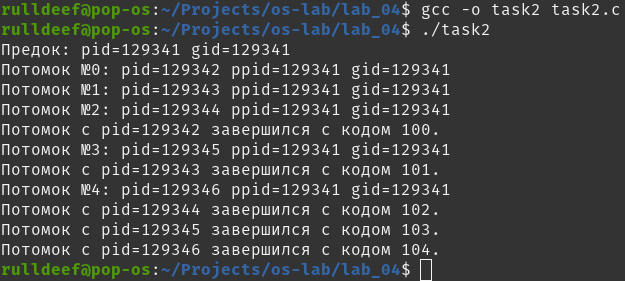 rulldeef@pop-os:~/Projects/os-lab/lab_04$ gcc -o task2 task2.c
rulldeef@pop-os:~/Projects/os-lab/lab_04$ ./task2
Предок: pid=129341 gid=129341
Потомок №0: pid=129342 ppid=129341 gid=129341
Потомок №1: pid=129343 ppid=129341 gid=129341
Потомок №2: pid=129344 ppid=129341 gid=129341
Потомок с pid=129342 завершился с кодом 100.
Потомок №3: pid=129345 ppid=129341 gid=129341
Потомок с pid=129343 завершился с кодом 101.
Потомок №4: pid=129346 ppid=129341 gid=129341
Потомок с pid=129344 завершился с кодом 102.
Потомок с pid=129345 завершился с кодом 103.
Потомок с pid=129346 завершился с кодом 104.
rulldeef@pop-os:~/Projects/os-lab/lab_04$